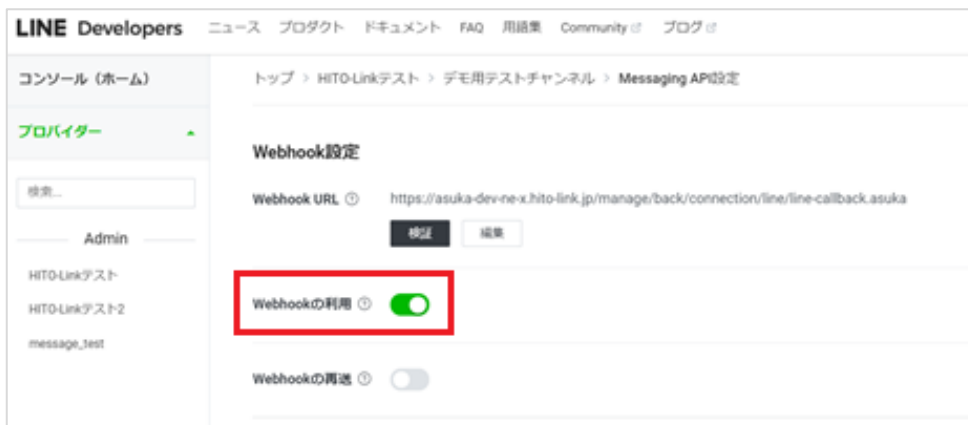 LINE Developers ニュース プロダクト ドキュメント FAQ 用語集 Community ブログ
コンソール（ホーム）
トップ > HITO-Linkテスト > デモ用テストチャンネル > Messaging API設定
プロバイダー
Webhook設定
検索...
Webhook URL https://asuka-dev-ne-x.hito-link.jp/manage/back/connection/line/line-callback.asuka
検証 編集
Admin
HITO-Linkテスト
HITO-Linkテスト2
message_test
Webhookの利用
Webhookの再送